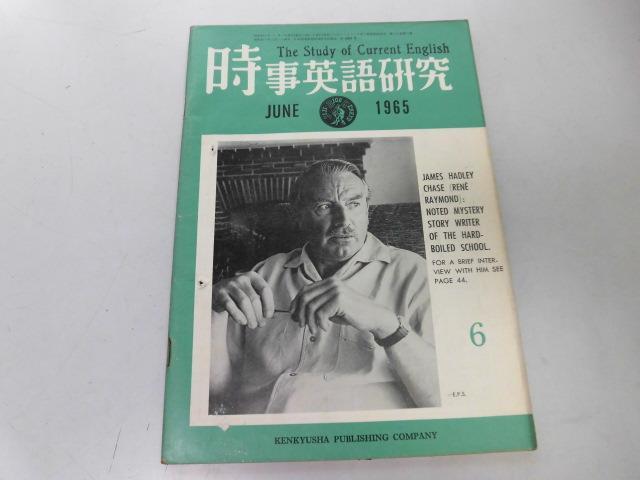 The Study of Current English
時事英語研究
JUNE 1965
JAMES HADLEY
CHASE (RENÉ
RAYMOND):
NOTED MYSTERY
STORY WRITER
OF THE HARD-
BOILED SCHOOL.
FOR A BRIEF INTER-
VIEW WITH HIM SEE
PAGE 44.
6
—E.P.S.
KENKYUSHA PUBLISHING COMPANY